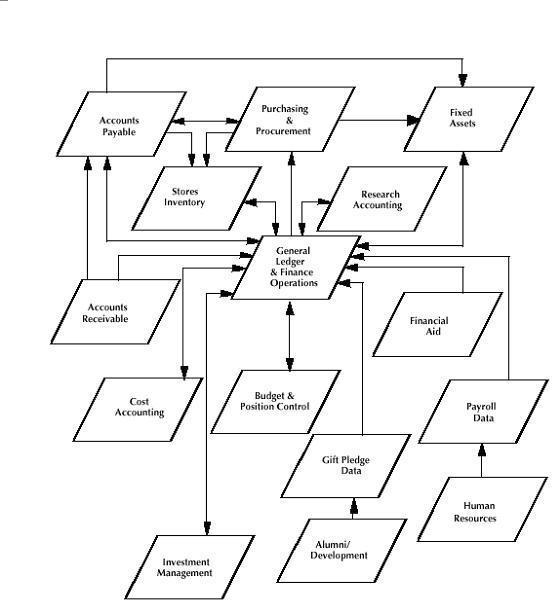 Accounts
Payable
Purchasing
&
Procurement
Fixed
Assets
Stores
Inventory
Research
Accounting
General
Ledger
& Finance
Operations
Accounts
Receivable
Financial
Aid
Cost
Accounting
Budget &
Position Control
Payroll
Data
Gift Pledge
Data
Human
Resources
Alumni/
Development
Investment
Management